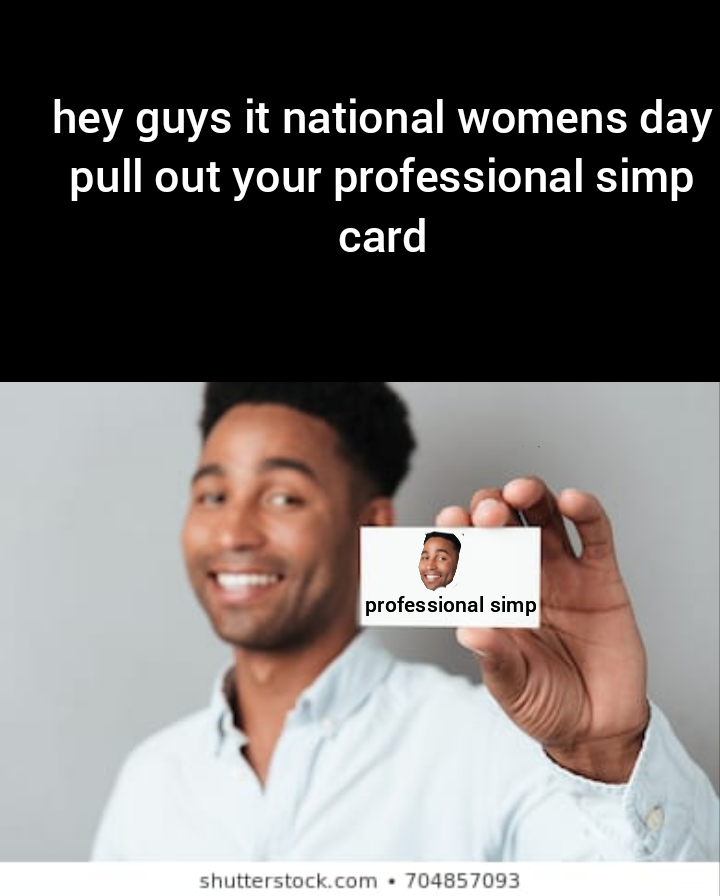 hey guys it national womens day
pull out your professional simp
card
professional simp
shutterstock.com • 704857093